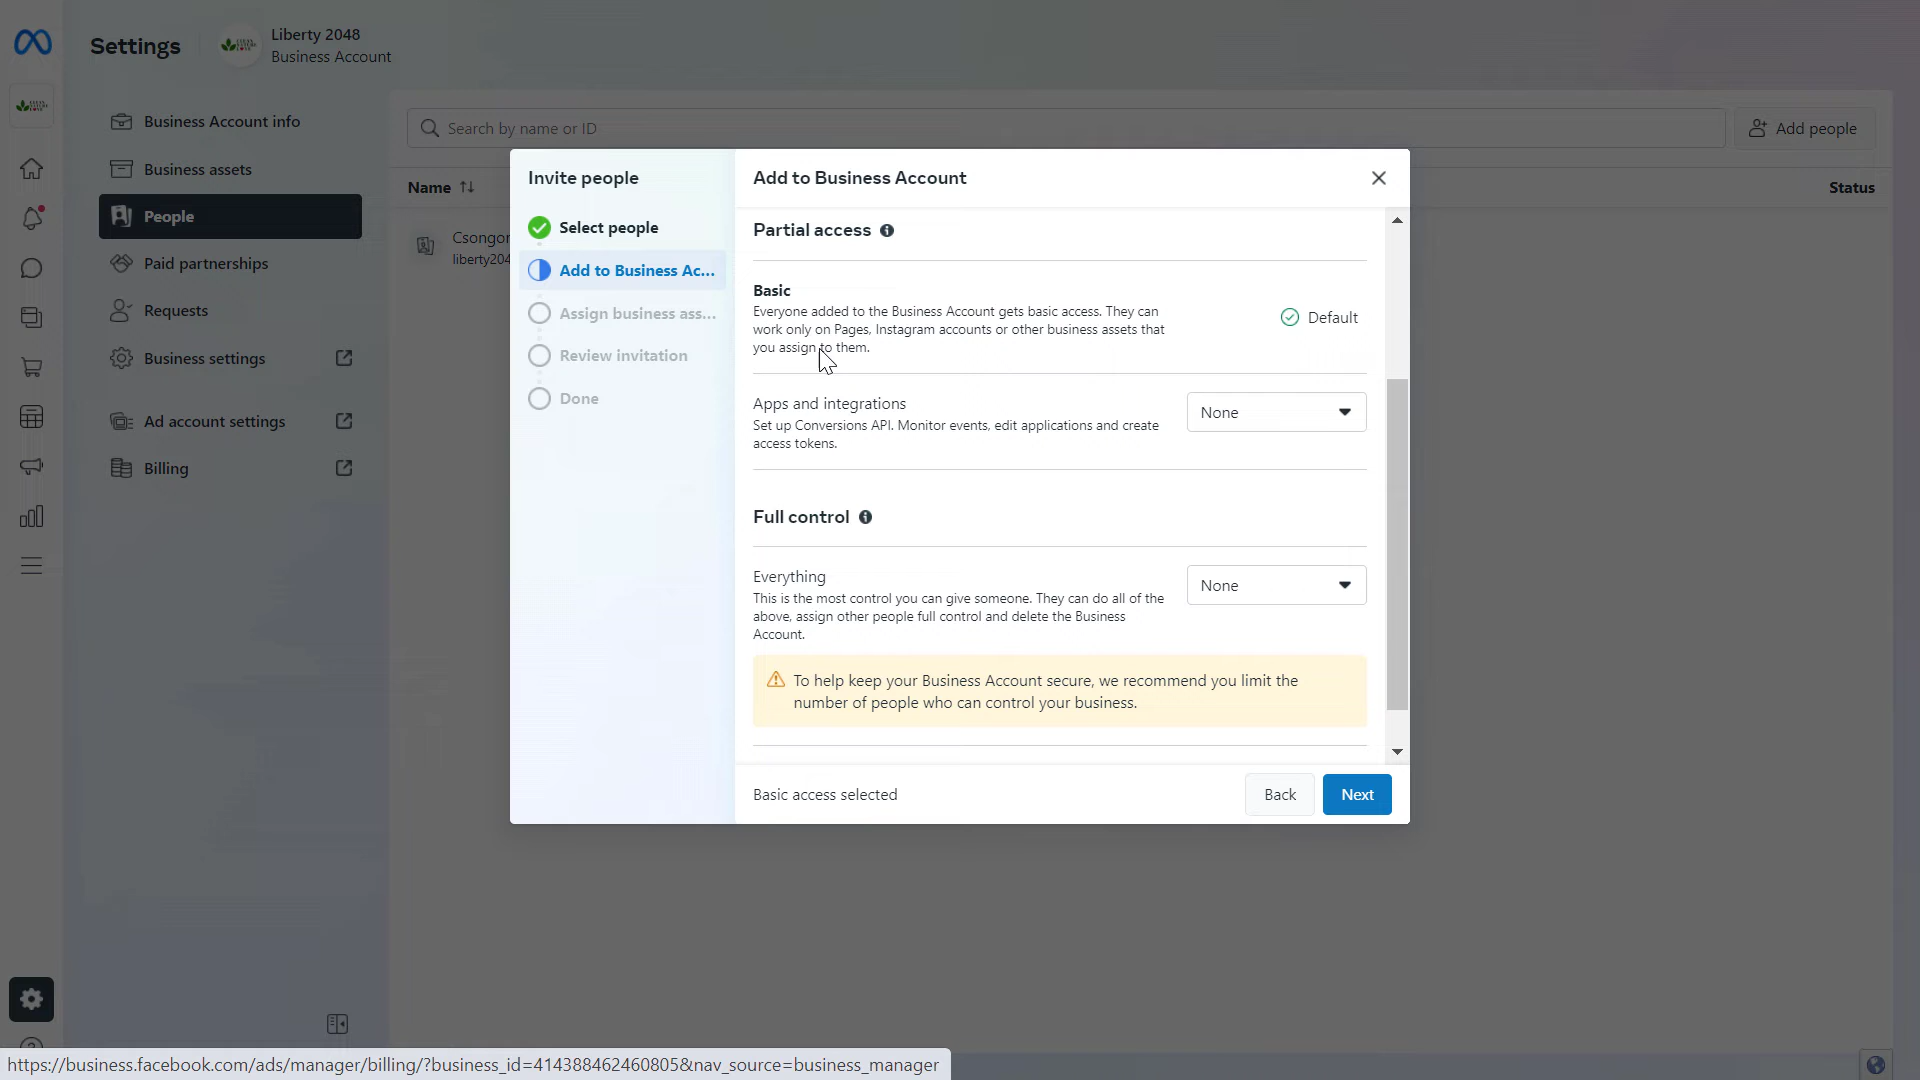 Settings
Liberty 2048
Business Account
Business Account info
Business assets
People
Paid partnerships
Requests
Business settings
Ad account settings
Billing
Search by name or ID
Add people
Name
Status
Csongor
liberty204
Invite people
Select people
Add to Business Ac...
Assign business ass...
Review invitation
Done
Add to Business Account
Partial access
Basic
Everyone added to the Business Account gets basic access. They can
work only on Pages, Instagram accounts or other business assets that
you assign to them.
Default
Apps and integrations
Set up Conversions API. Monitor events, edit applications and create
access tokens.
None
Full control
Everything
This is the most control you can give someone. They can do all of the
above, assign other people full control and delete the Business
Account.
None
To help keep your Business Account secure, we recommend you limit the
number of people who can control your business.
Basic access selected
Back
Next
https://business.facebook.com/ads/manager/billing/?business_id=414388462460805&nav_source=business_manager